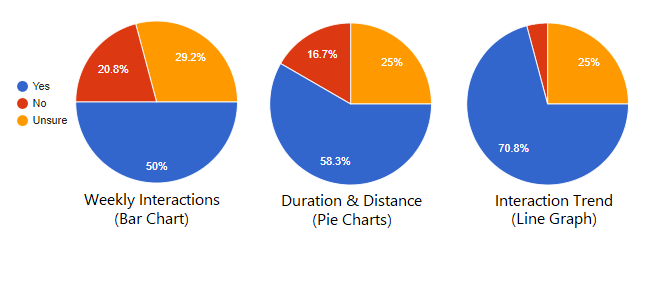 Yes
No
Unsure
20.8%
29.2%
50%
16.7%
25%
58.3%
25%
70.8%
Weekly Interactions
(Bar Chart)
Duration & Distance
(Pie Charts)
Interaction Trend
(Line Graph)